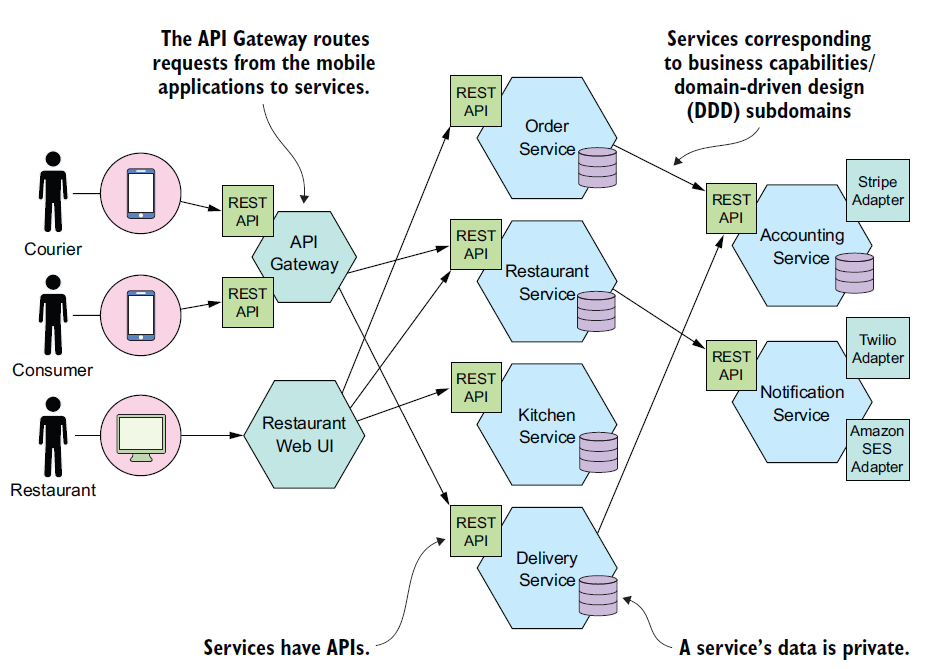 The API Gateway routes
requests from the mobile
applications to services.
Services corresponding
to business capabilities/
domain-driven design
(DDD) subdomains
REST
API
Order
Service
Stripe
Adapter
REST
API
Accounting
Service
Courier
REST
API
API
Gateway
REST
API
REST
API
Restaurant
Service
Consumer
Twilio
Adapter
REST
API
Notification
Service
Amazon
SES
Adapter
REST
API
Kitchen
Service
Restaurant
Restaurant
Web UI
REST
API
Delivery
Service
Services have APIs.
A service’s data is private.